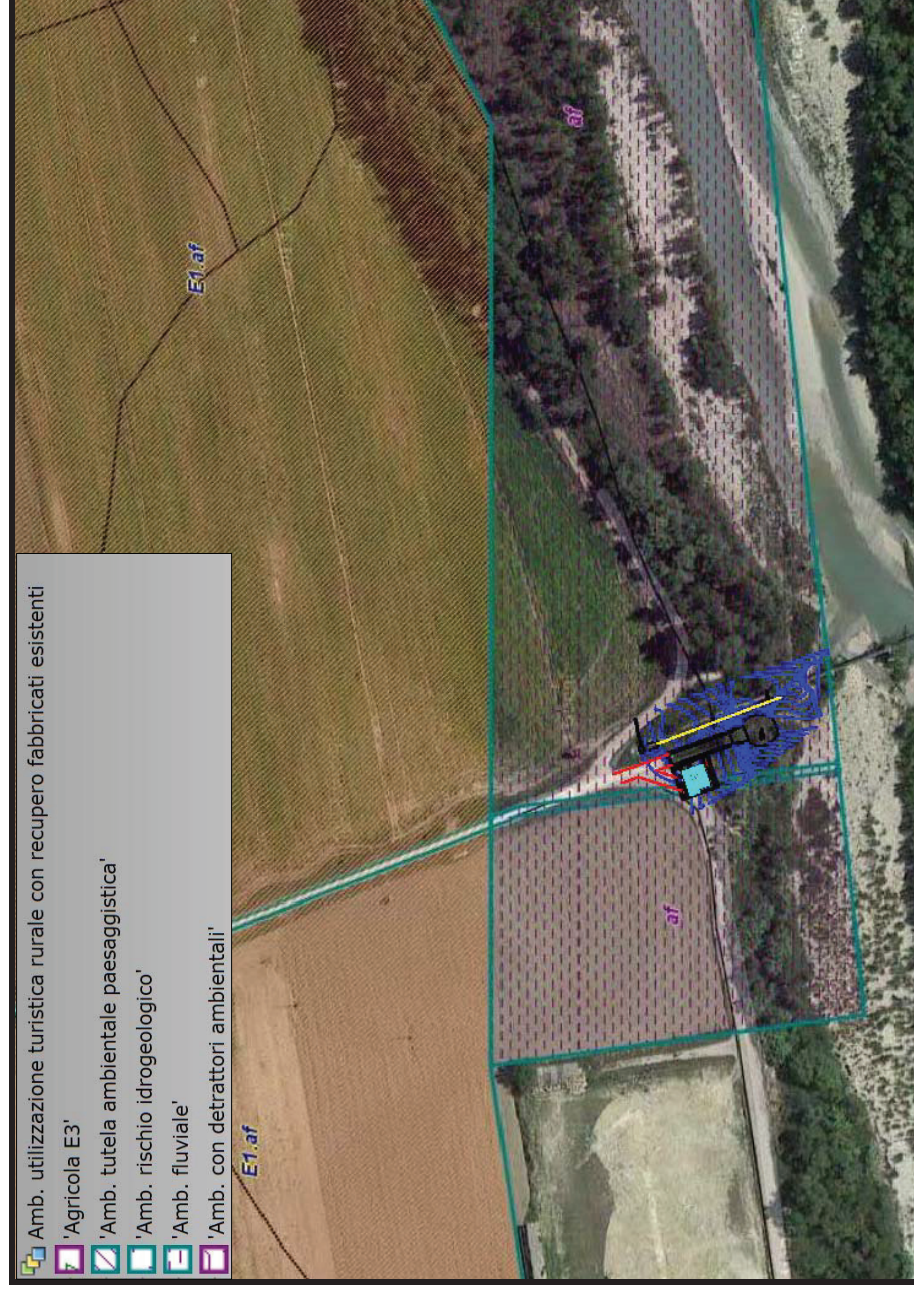 Amb. utilizzazione turistica rurale con recupero fabbricati esistenti
'Agricola E3'
'Amb. tutela ambientale paesaggistica'
'Amb. rischio idrogeologico'
'Amb. fluviale'
'Amb. con detrattori ambientali'
E1.af
E1.af
af
af